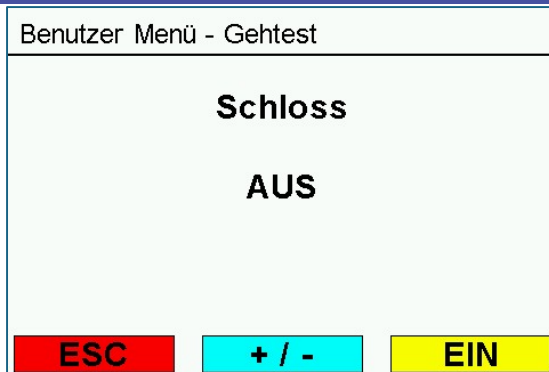 Benutzer Menü - Gehtest
Schloss
AUS
ESC + / - EIN